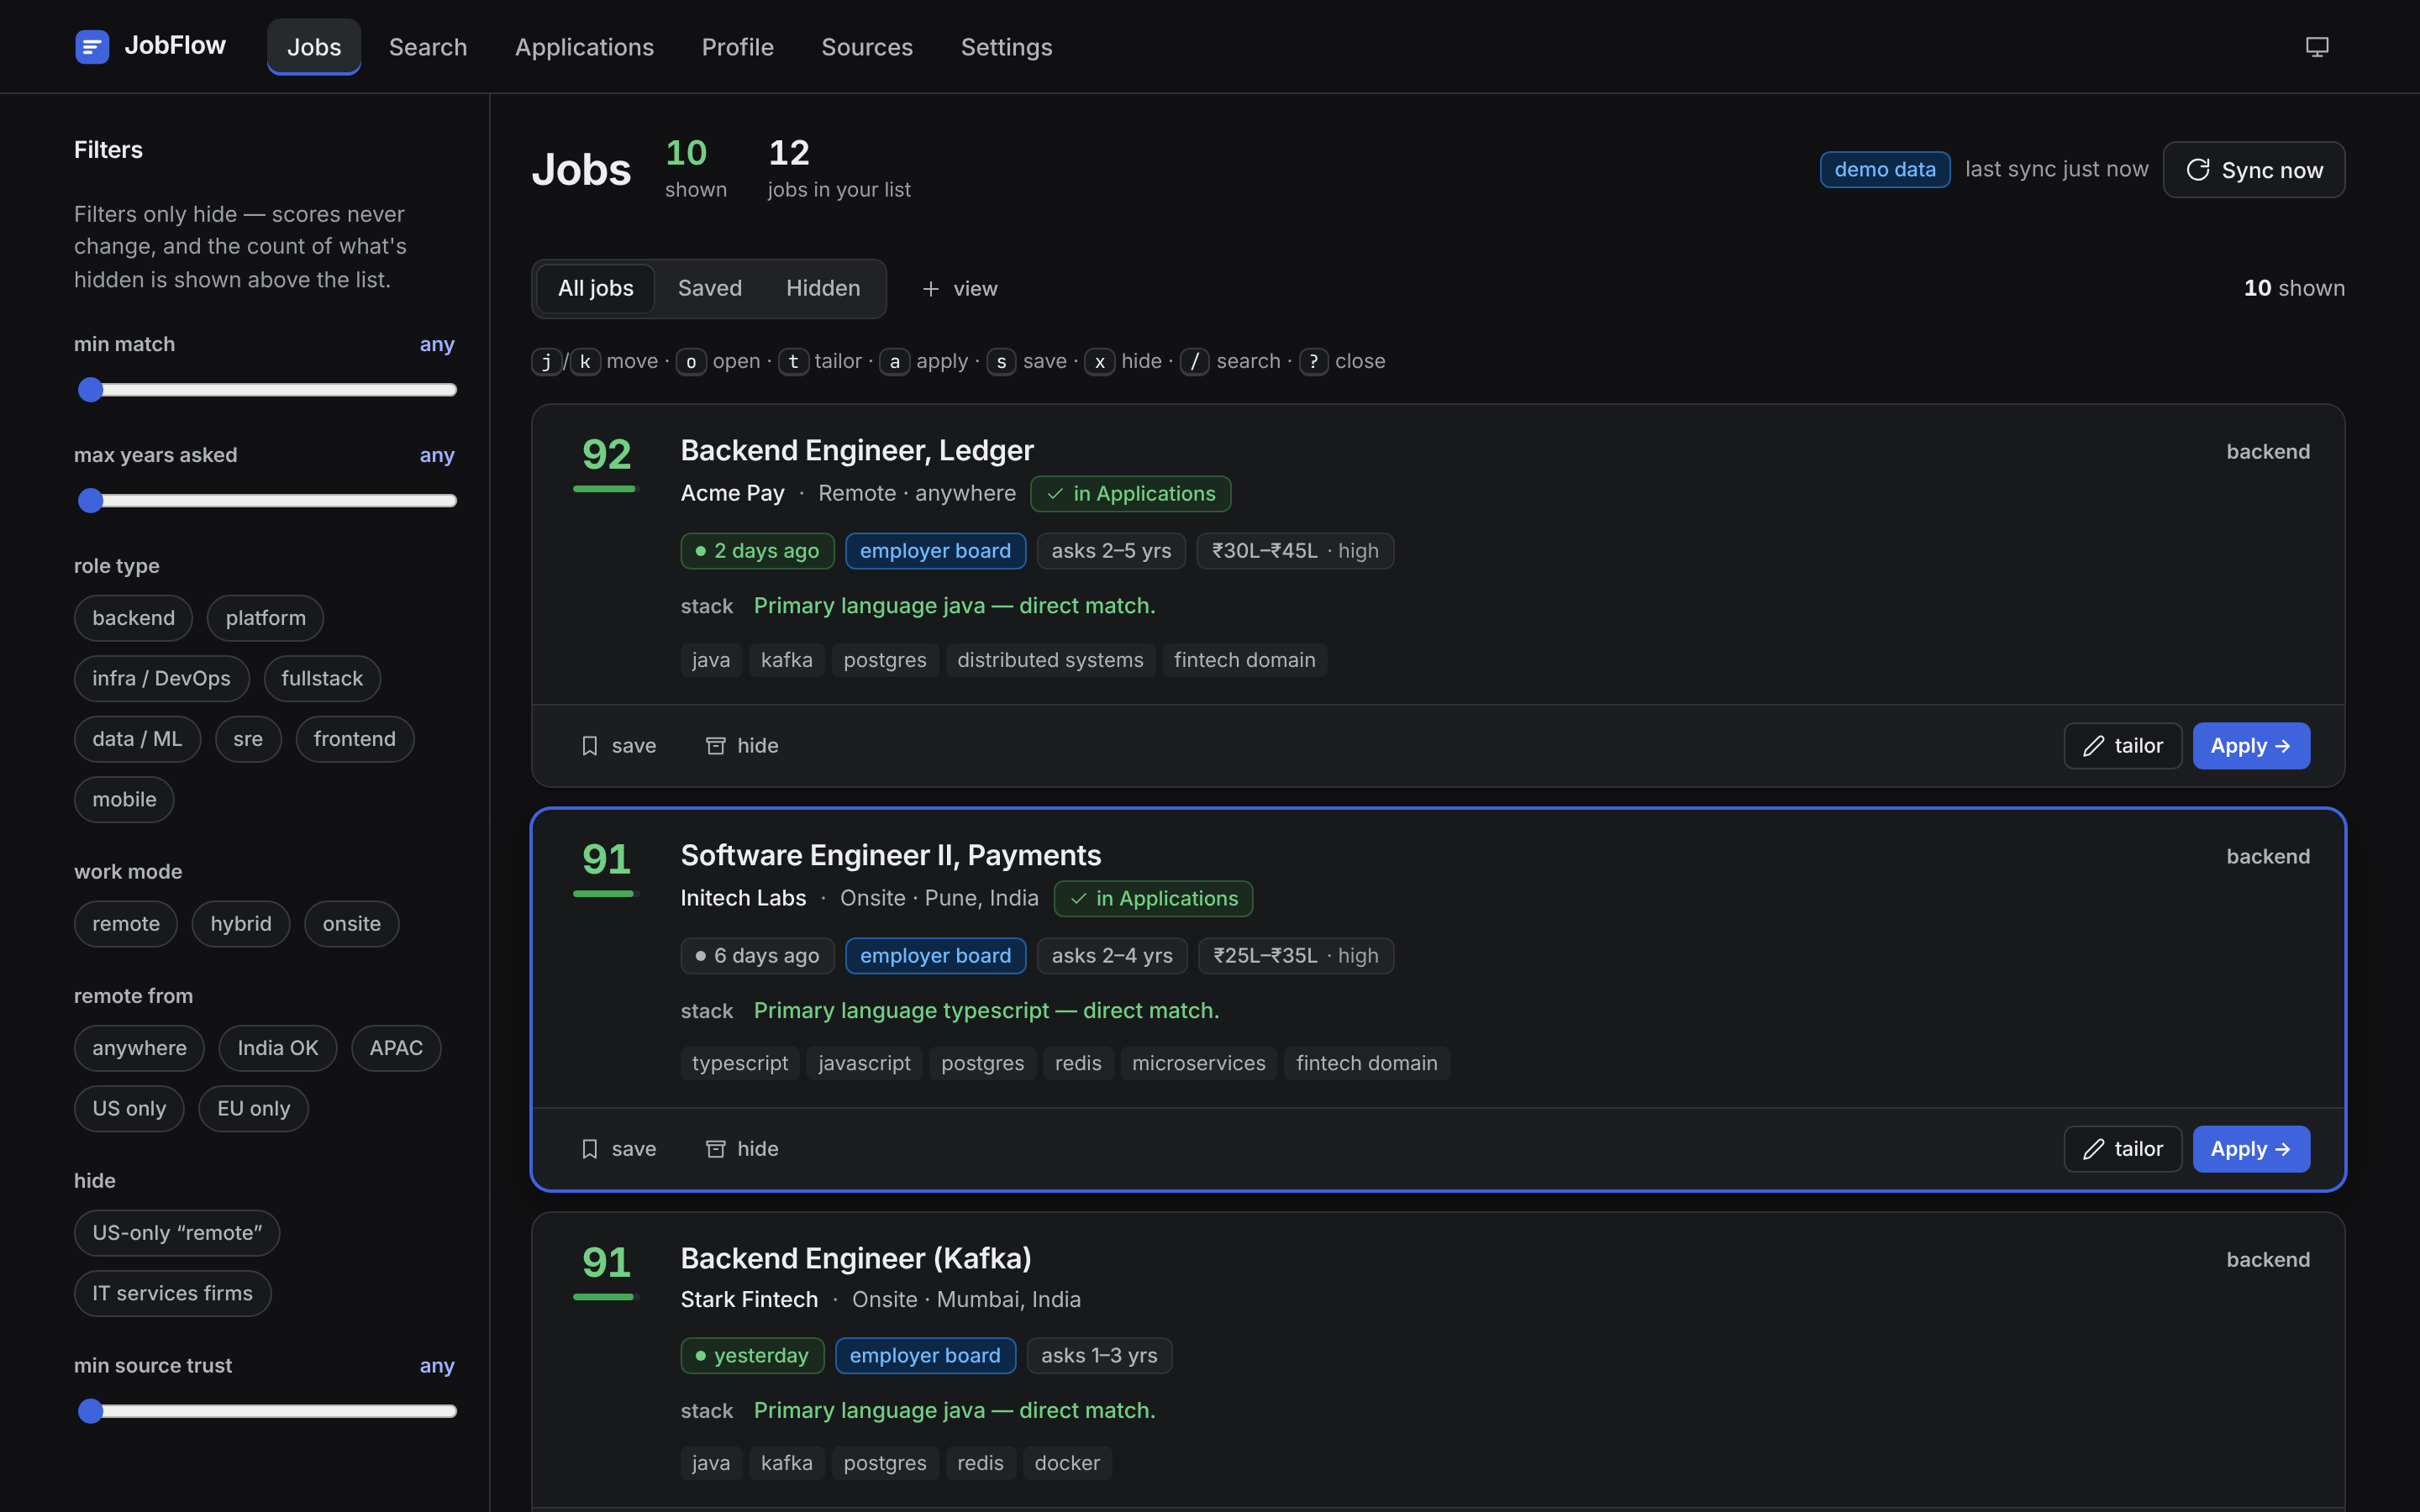 JobFlow
Jobs
Search
Applications
Profile
Sources
Settings
Filters
Filters only hide — scores never
change, and the count of what's
hidden is shown above the list.
min match any
max years asked any
role type
backend platform
infra / DevOps fullstack
data / ML sre frontend
mobile
work mode
remote hybrid onsite
remote from
anywhere India OK APAC
US only EU only
hide
US-only “remote”
IT services firms
min source trust any
Jobs
10
shown
12
jobs in your list
demo data last sync just now Sync now
All jobs Saved Hidden + view
10 shown
j/k move · o open · t tailor · a apply · s save · x hide · / search · ? close
92
Backend Engineer, Ledger
backend
Acme Pay · Remote · anywhere ✓ in Applications
2 days ago employer board asks 2–5 yrs ₹30L–₹45L · high
stack Primary language java — direct match.
java kafka postgres distributed systems fintech domain
save hide tailor Apply →
91
Software Engineer II, Payments
backend
Initech Labs · Onsite · Pune, India ✓ in Applications
6 days ago employer board asks 2–4 yrs ₹25L–₹35L · high
stack Primary language typescript — direct match.
typescript javascript postgres redis microservices fintech domain
save hide tailor Apply →
91
Backend Engineer (Kafka)
backend
Stark Fintech · Onsite · Mumbai, India
yesterday employer board asks 1–3 yrs
stack Primary language java — direct match.
java kafka postgres redis docker